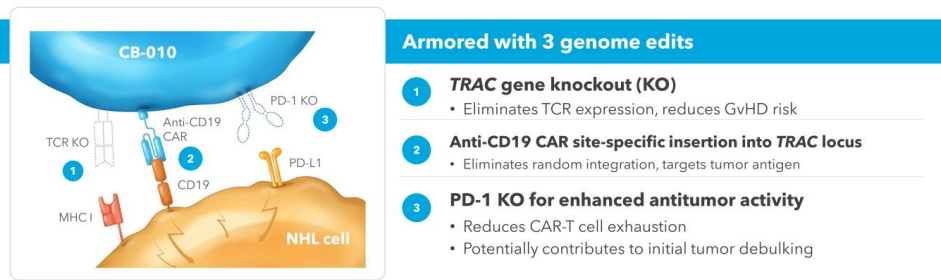 CB-010
PD-1 KO
3
Anti-CD19
CAR
TCR KO
1
2
PD-L1
CD19
MHC I
NHL cell
Armored with 3 genome edits
1
TRAC gene knockout (KO)
• Eliminates TCR expression, reduces GvHD risk
2
Anti-CD19 CAR site-specific insertion into TRAC locus
• Eliminates random integration, targets tumor antigen
3
PD-1 KO for enhanced antitumor activity
• Reduces CAR-T cell exhaustion
• Potentially contributes to initial tumor debulking